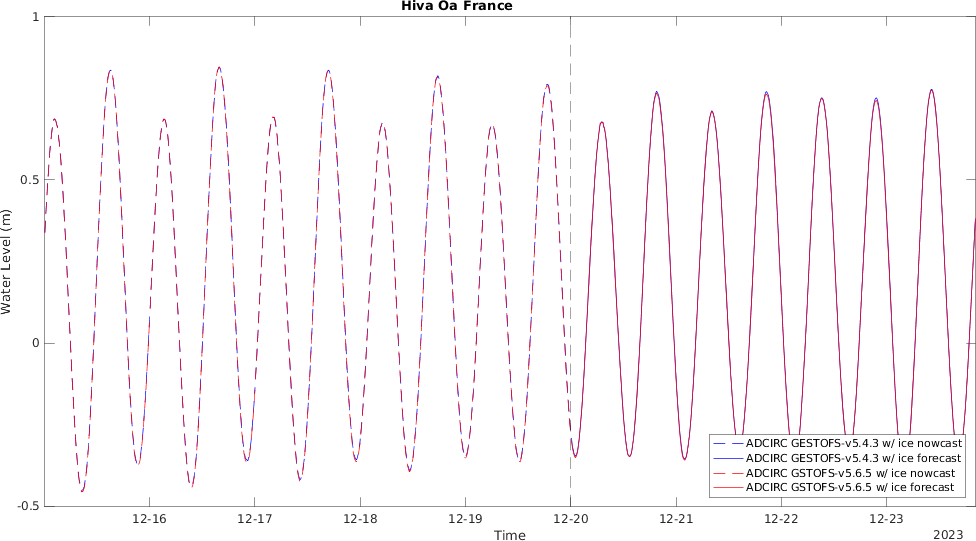 Hiva Oa France
1
0.5
0
-0.5
Water Level (m)
ADCIRC GESTOFS-v5.4.3 w/ ice nowcast
ADCIRC GESTOFS-v5.4.3 w/ ice forecast
ADCIRC GSTOFS-v5.6.5 w/ ice nowcast
ADCIRC GSTOFS-v5.6.5 w/ ice forecast
12-16 12-17 12-18 12-19 12-20 12-21 12-22 12-23
Time
2023